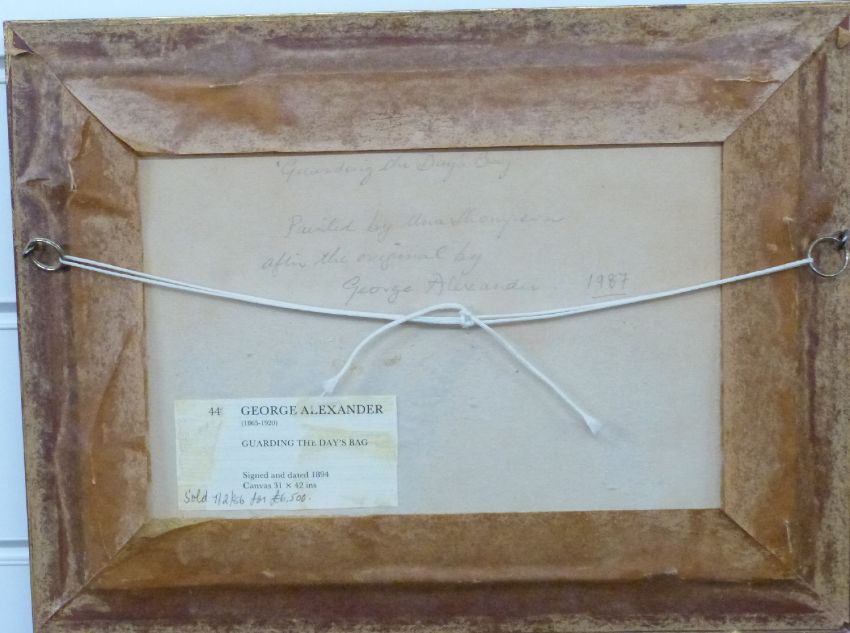 'Guarding the Day's Bag'
Painted by Una Thompson
after the original by
George Alexander. 1987
44 GEORGE ALEXANDER
(1865-1920)
GUARDING THE DAY'S BAG
Signed and dated 1894
Canvas 31 × 42 ins
Sold 7/2/86 for £6,500.